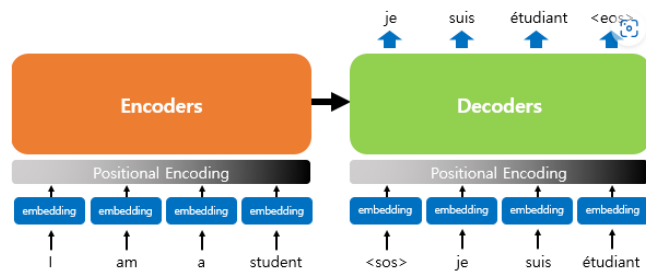 je suis étudiant <eos>
Encoders
Decoders
Positional Encoding
Positional Encoding
embedding embedding embedding embedding
embedding embedding embedding embedding
I am a student
<sos> je suis étudiant